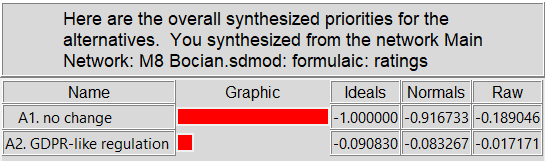 Here are the overall synthesized priorities for the
alternatives. You synthesized from the network Main
Network: M8 Bocian.sdmod: formulaic: ratings
Name Graphic Ideals Normals Raw
A1. no change -1.000000 -0.916733 -0.189046
A2. GDPR-like regulation -0.090830 -0.083267 -0.017171